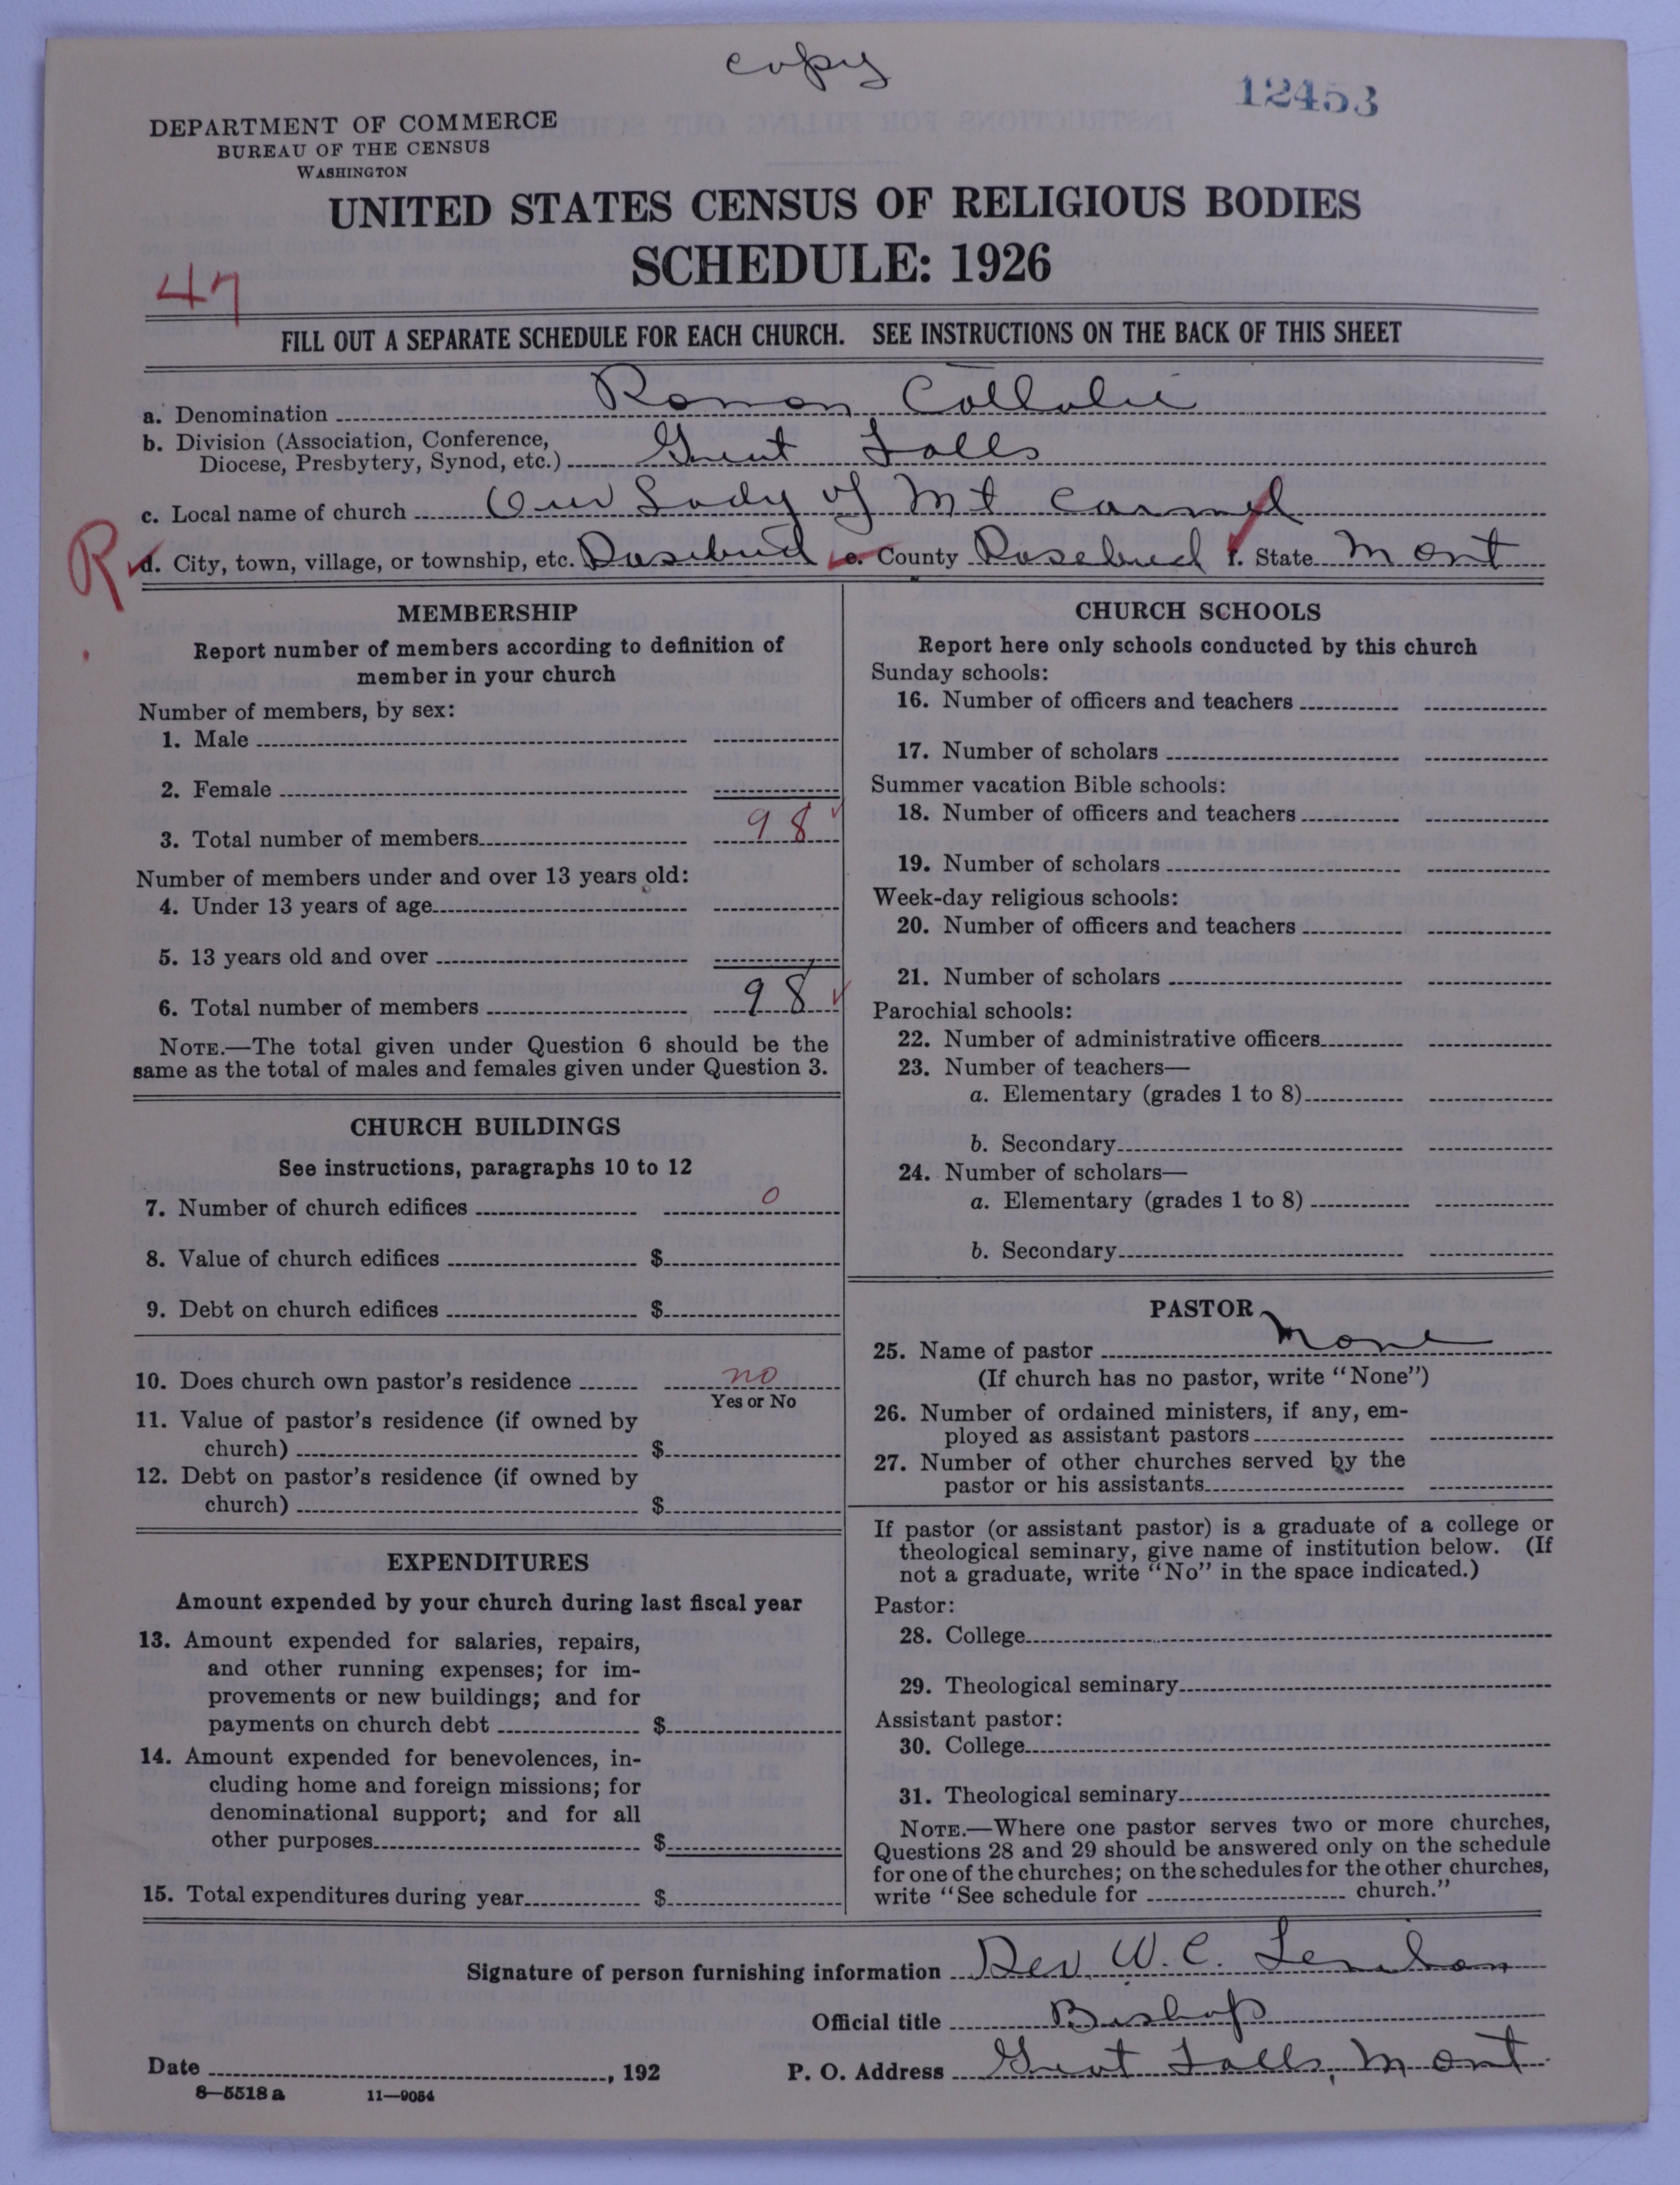 copy
12453
DEPARTMENT OF COMMERCE
BUREAU OF THE CENSUS
WASHINGTON
UNITED STATES CENSUS OF RELIGIOUS BODIES
SCHEDULE: 1926
47
FILL OUT A SEPARATE SCHEDULE FOR EACH CHURCH. SEE INSTRUCTIONS ON THE BACK OF THIS SHEET
a. Denomination Roman Catholic
b. Division (Association, Conference,
Diocese, Presbytery, Synod, etc.) Great Falls
c. Local name of church Our Lady of Mt Carmel
R d. City, town, village, or township, etc. Rosebud e. County Rosebud f. State Mont
MEMBERSHIP
Report number of members according to definition of
member in your church
Number of members, by sex:
1. Male
2. Female
3. Total number of members 98
Number of members under and over 13 years old:
4. Under 13 years of age
5. 13 years old and over
6. Total number of members 98
NOTE.—The total given under Question 6 should be the
same as the total of males and females given under Question 3.
CHURCH BUILDINGS
See instructions, paragraphs 10 to 12
7. Number of church edifices 0
8. Value of church edifices $
9. Debt on church edifices $
10. Does church own pastor's residence no
Yes or No
11. Value of pastor's residence (if owned by
church) $
12. Debt on pastor's residence (if owned by
church) $
EXPENDITURES
Amount expended by your church during last fiscal year
13. Amount expended for salaries, repairs,
and other running expenses; for im-
provements or new buildings; and for
payments on church debt $
14. Amount expended for benevolences, in-
cluding home and foreign missions; for
denominational support; and for all
other purposes $
15. Total expenditures during year $
CHURCH SCHOOLS
Report here only schools conducted by this church
Sunday schools:
16. Number of officers and teachers
17. Number of scholars
Summer vacation Bible schools:
18. Number of officers and teachers
19. Number of scholars
Week-day religious schools:
20. Number of officers and teachers
21. Number of scholars
Parochial schools:
22. Number of administrative officers
23. Number of teachers—
a. Elementary (grades 1 to 8)
b. Secondary
24. Number of scholars—
a. Elementary (grades 1 to 8)
b. Secondary
PASTOR
25. Name of pastor None
(If church has no pastor, write "None")
26. Number of ordained ministers, if any, em-
ployed as assistant pastors
27. Number of other churches served by the
pastor or his assistants
If pastor (or assistant pastor) is a graduate of a college or
theological seminary, give name of institution below. (If
not a graduate, write "No" in the space indicated.)
Pastor:
28. College
29. Theological seminary
Assistant pastor:
30. College
31. Theological seminary
NOTE.—Where one pastor serves two or more churches,
Questions 28 and 29 should be answered only on the schedule
for one of the churches; on the schedules for the other churches,
write "See schedule for church."
Signature of person furnishing information Rev. W. C. Lenihan
Official title Bishop
Date , 192 P. O. Address Great Falls, Mont
8—5518 a 11—9054